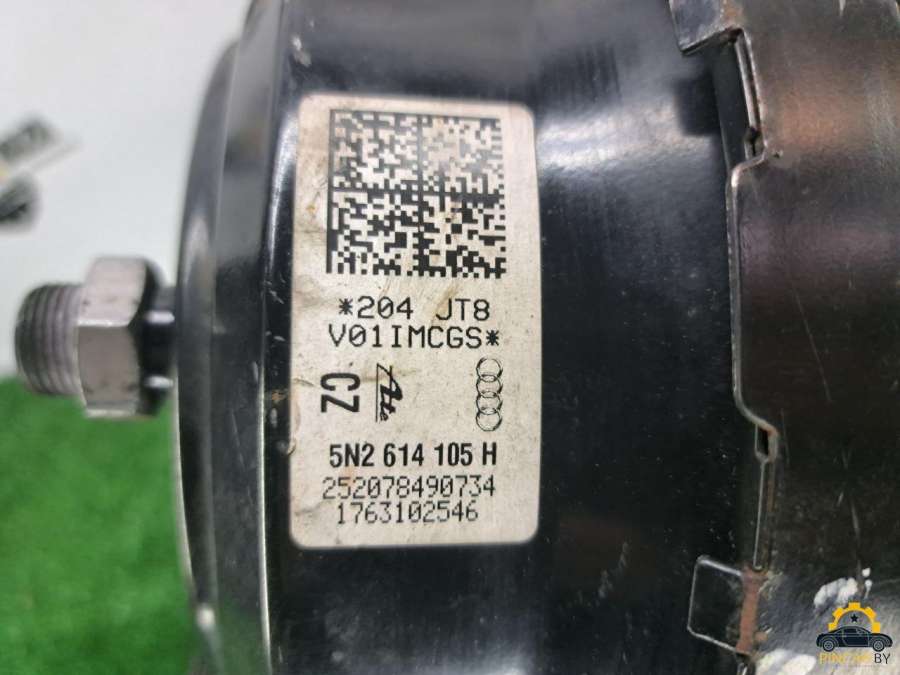 *204 JT8
V01IMCGS*
CZ
Ate
5N2 614 105 H
252078490734
1763102546